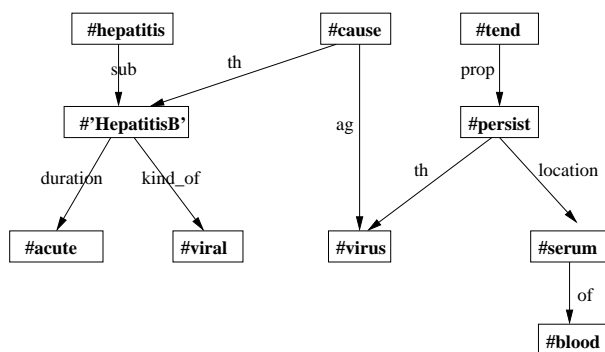 #hepatitis #cause #tend
sub th prop
#’HepatitisB’ #persist
ag
duration kind_of th location
#acute #viral #virus #serum
of
#blood